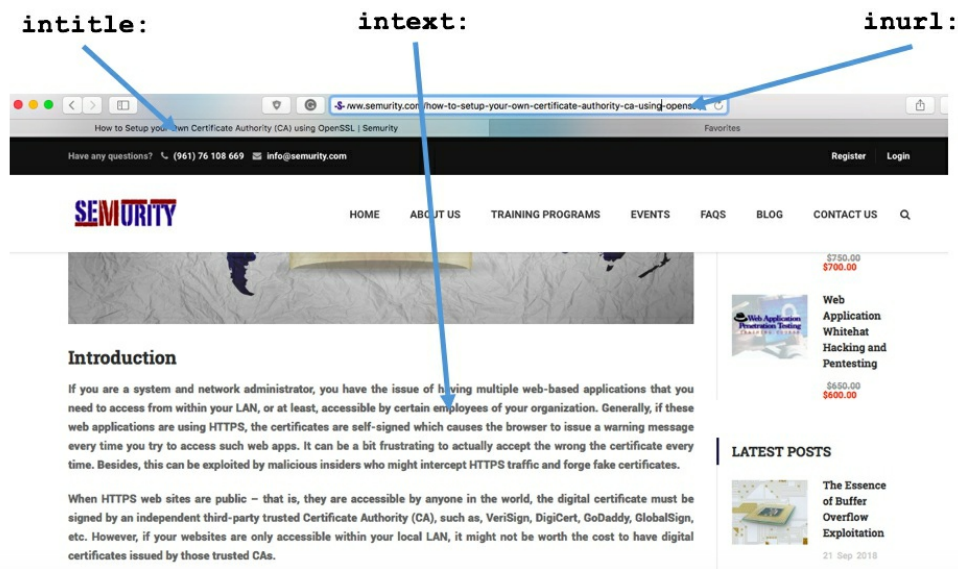 intitle:
intext:
inurl:
www.semurity.com/how-to-setup-your-own-certificate-authority-ca-using-openss
How to Setup your own Certificate Authority (CA) using OpenSSL | Semurity
Favorites
Have any questions? (961) 76 108 669 info@semurity.com
Register Login
SEMURITY
HOME ABOUT US TRAINING PROGRAMS EVENTS FAQS BLOG CONTACT US
$750.00
$700.00
Web Application
Penetration Testing
Web
Application
Whitehat
Hacking and
Pentesting
$650.00
$600.00
Introduction
If you are a system and network administrator, you have the issue of having multiple web-based applications that you
need to access from within your LAN, or at least, accessible by certain employees of your organization. Generally, if these
web applications are using HTTPS, the certificates are self-signed which causes the browser to issue a warning message
every time you try to access such web apps. It can be a bit frustrating to actually accept the wrong the certificate every
time. Besides, this can be exploited by malicious insiders who might intercept HTTPS traffic and forge fake certificates.
When HTTPS web sites are public – that is, they are accessible by anyone in the world, the digital certificate must be
signed by an independent third-party trusted Certificate Authority (CA), such as, VeriSign, DigiCert, GoDaddy, GlobalSign,
etc. However, if your websites are only accessible within your local LAN, it might not be worth the cost to have digital
certificates issued by those trusted CAs.
LATEST POSTS
The Essence
of Buffer
Overflow
Exploitation
21 Sep 2018